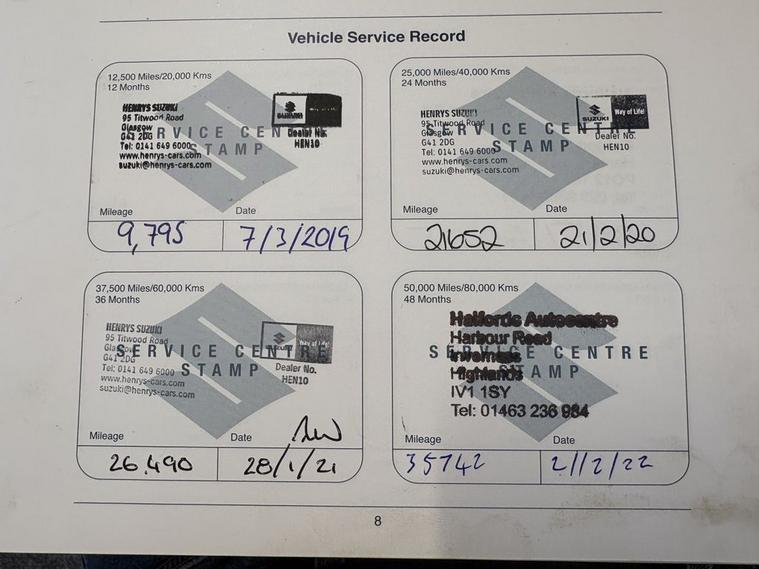 Vehicle Service Record
12,500 Miles/20,000 Kms
12 Months
HENRYS SUZUKI
95 Titwood Road
Glasgow
G41 2DG
Tel: 0141 649 6000
www.henrys-cars.com
suzuki@henrys-cars.com
SUZUKI
Dealer No.
HEN10
SERVICE CENTRE
STAMP
Mileage
Date
9,795
7/3/2019
25,000 Miles/40,000 Kms
24 Months
HENRYS SUZUKI
95 Titwood Road
Glasgow
G41 2DG
Tel: 0141 649 6000
www.henrys-cars.com
suzuki@henrys-cars.com
SUZUKI
Way of Life!
Dealer No.
HEN10
SERVICE CENTRE
STAMP
Mileage
Date
21652
21/2/20
37,500 Miles/60,000 Kms
36 Months
HENRYS SUZUKI
95 Titwood Road
Glasgow
G41 2DG
Tel: 0141 649 6000
www.henrys-cars.com
suzuki@henrys-cars.com
SUZUKI
Way of Life!
Dealer No.
HEN10
SERVICE CENTRE
STAMP
Mileage
Date
26,490
28/1/21
50,000 Miles/80,000 Kms
48 Months
Halfords Autocentre
Harbour Road
Inverness
Highlands
IV1 1SY
Tel: 01463 236 984
SERVICE CENTRE
STAMP
Mileage
Date
35742
8